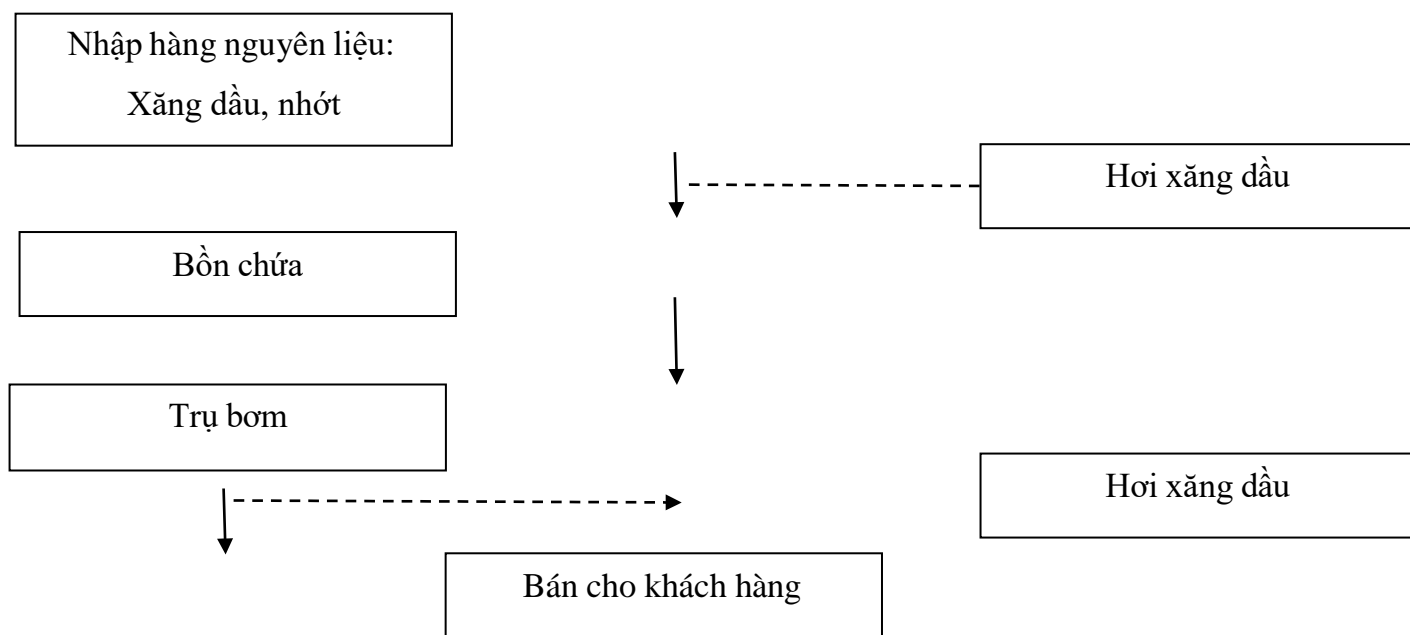 Nhập hàng nguyên liệu:
Xăng dầu, nhớt
Hơi xăng dầu
Bồn chứa
Trụ bơm
Hơi xăng dầu
Bán cho khách hàng